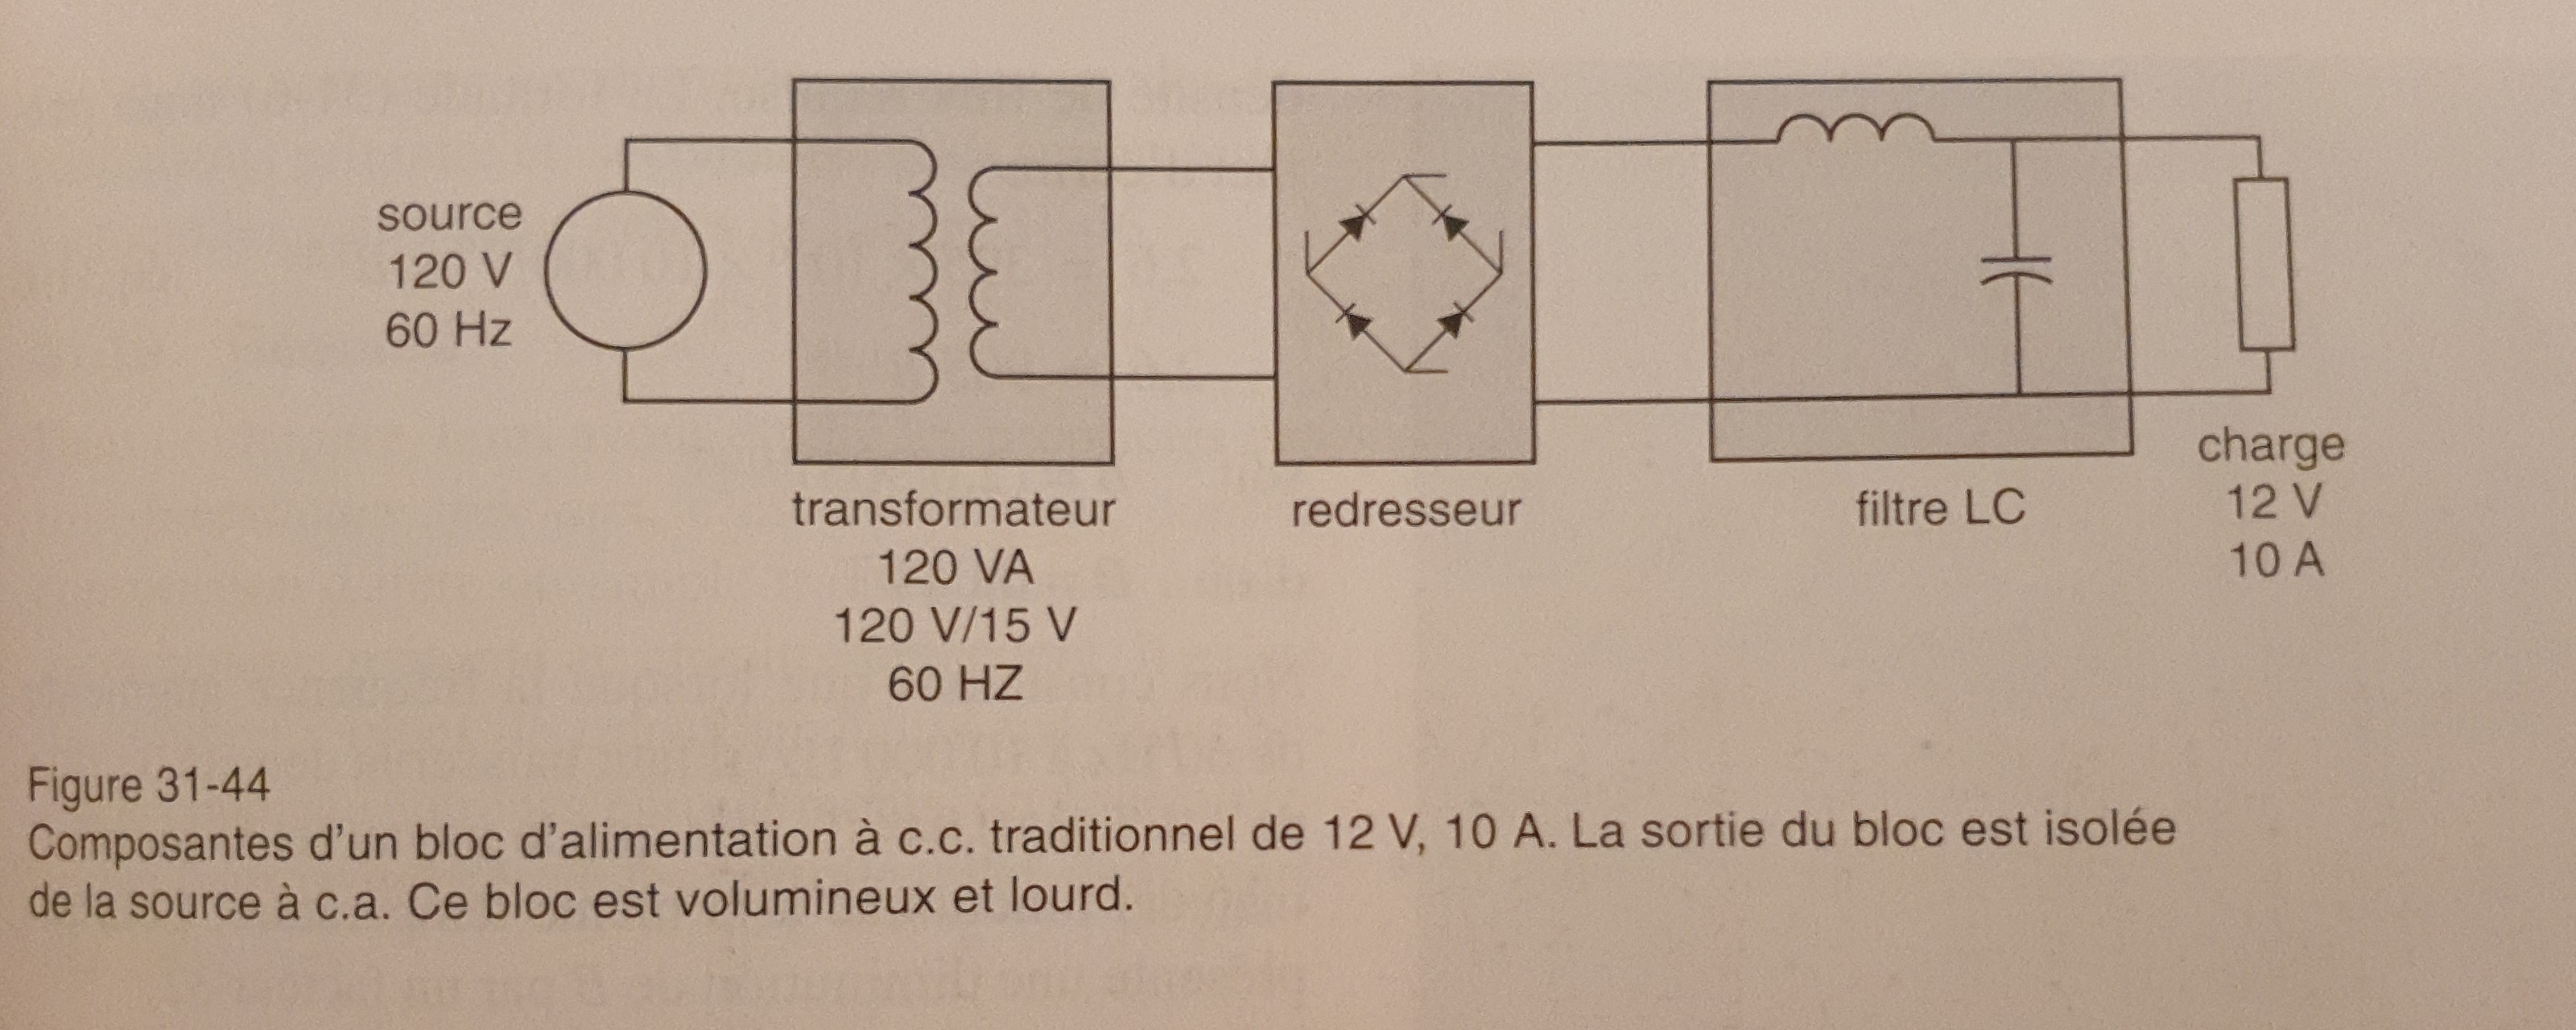 source
120 V
60 Hz
transformateur
120 VA
120 V/15 V
60 HZ
redresseur
filtre LC
charge
12 V
10 A
Figure 31-44
Composantes d'un bloc d'alimentation à c.c. traditionnel de 12 V, 10 A. La sortie du bloc est isolée
de la source à c.a. Ce bloc est volumineux et lourd.